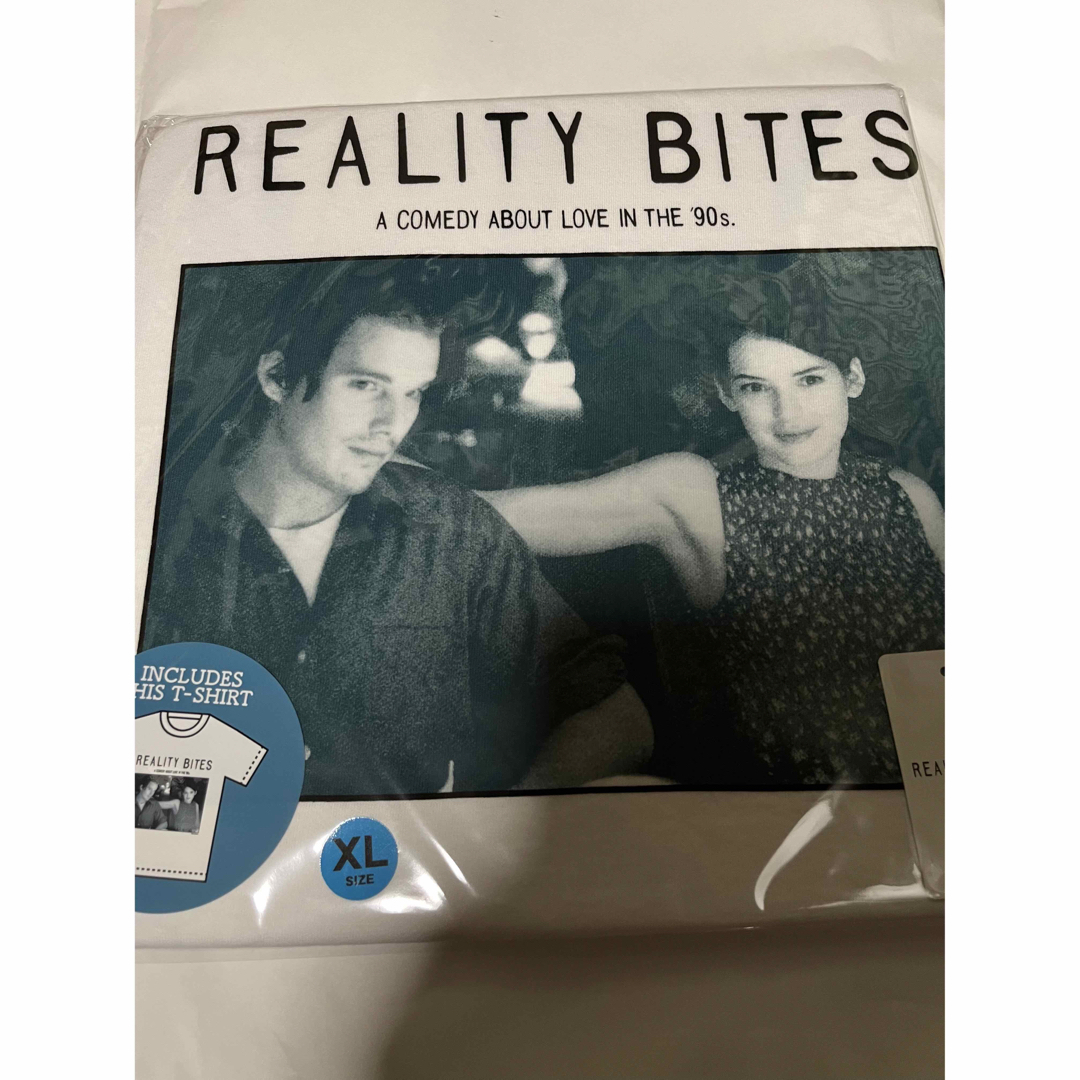 REALITY BITES
A COMEDY ABOUT LOVE IN THE '90s.
INCLUDES
HIS T-SHIRT
REALITY BITES
REA
XL
SIZE